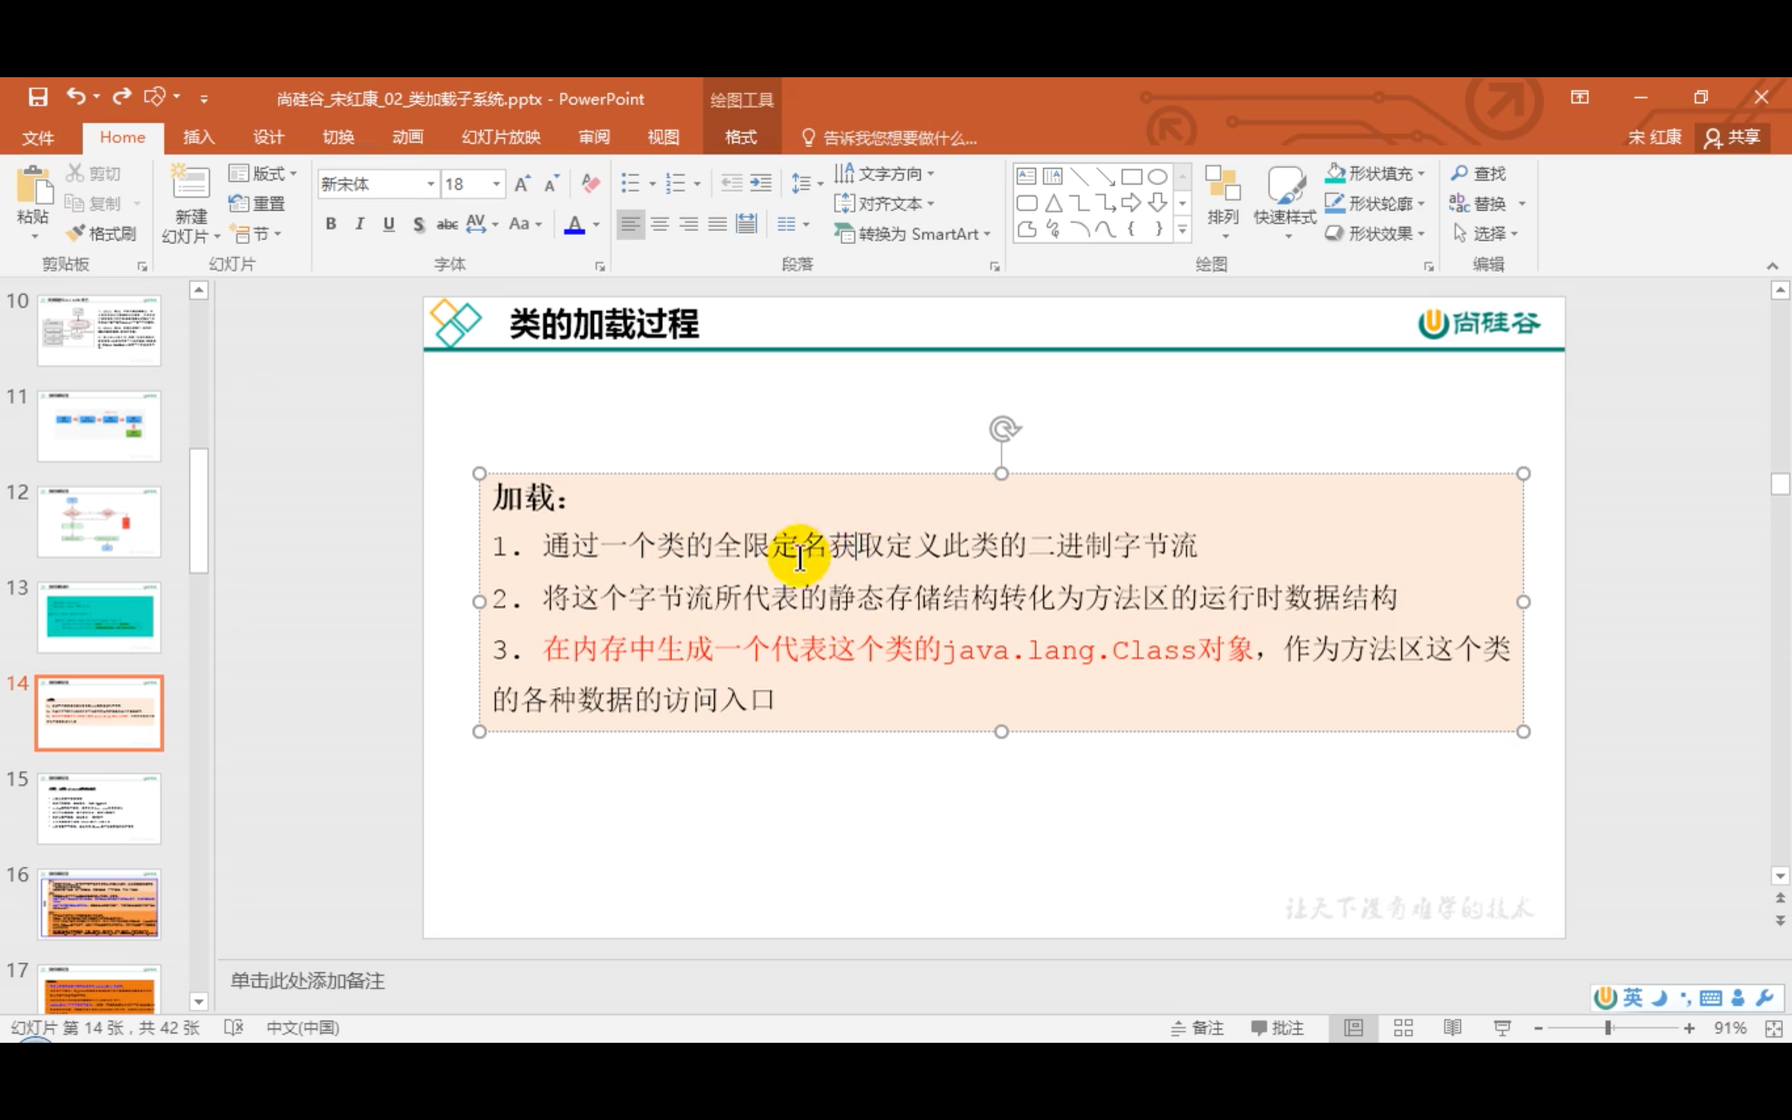 尚硅谷_宋红康_02_类加载子系统.pptx - PowerPoint
绘图工具
文件
Home
插入
设计
切换
动画
幻灯片放映
审阅
视图
格式
告诉我您想要做什么...
宋 红康
共享
粘贴
剪切
复制
格式刷
剪贴板
新建
幻灯片
版式
重置
节
幻灯片
新宋体
18
B I U S abc AV Aa A
字体
文字方向
对齐文本
转换为 SmartArt
段落
排列
快速样式
形状填充
形状轮廓
形状效果
绘图
查找
替换
选择
编辑
10
11
12
13
14
15
16
17
类的加载过程
尚硅谷
加载：
1. 通过一个类的全限定名获取定义此类的二进制字节流
2. 将这个字节流所代表的静态存储结构转化为方法区的运行时数据结构
3. 在内存中生成一个代表这个类的java.lang.Class对象，作为方法区这个类
的各种数据的访问入口
让天下没有难学的技术
单击此处添加备注
英
幻灯片 第 14 张，共 42 张
中文(中国)
备注
批注
91%